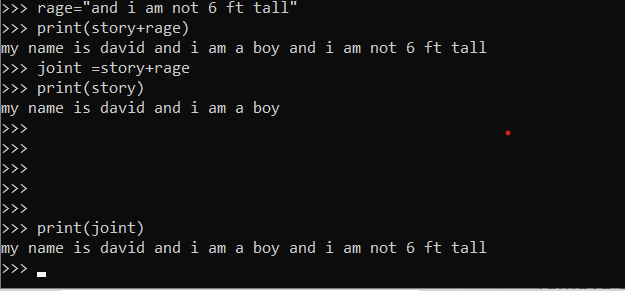 >>> rage="and i am not 6 ft tall"
>>> print(story+rage)
my name is david and i am a boy and i am not 6 ft tall
>>> joint =story+rage
>>> print(story)
my name is david and i am a boy
>>>
>>>
>>>
>>>
>>>
>>> print(joint)
my name is david and i am a boy and i am not 6 ft tall
>>>